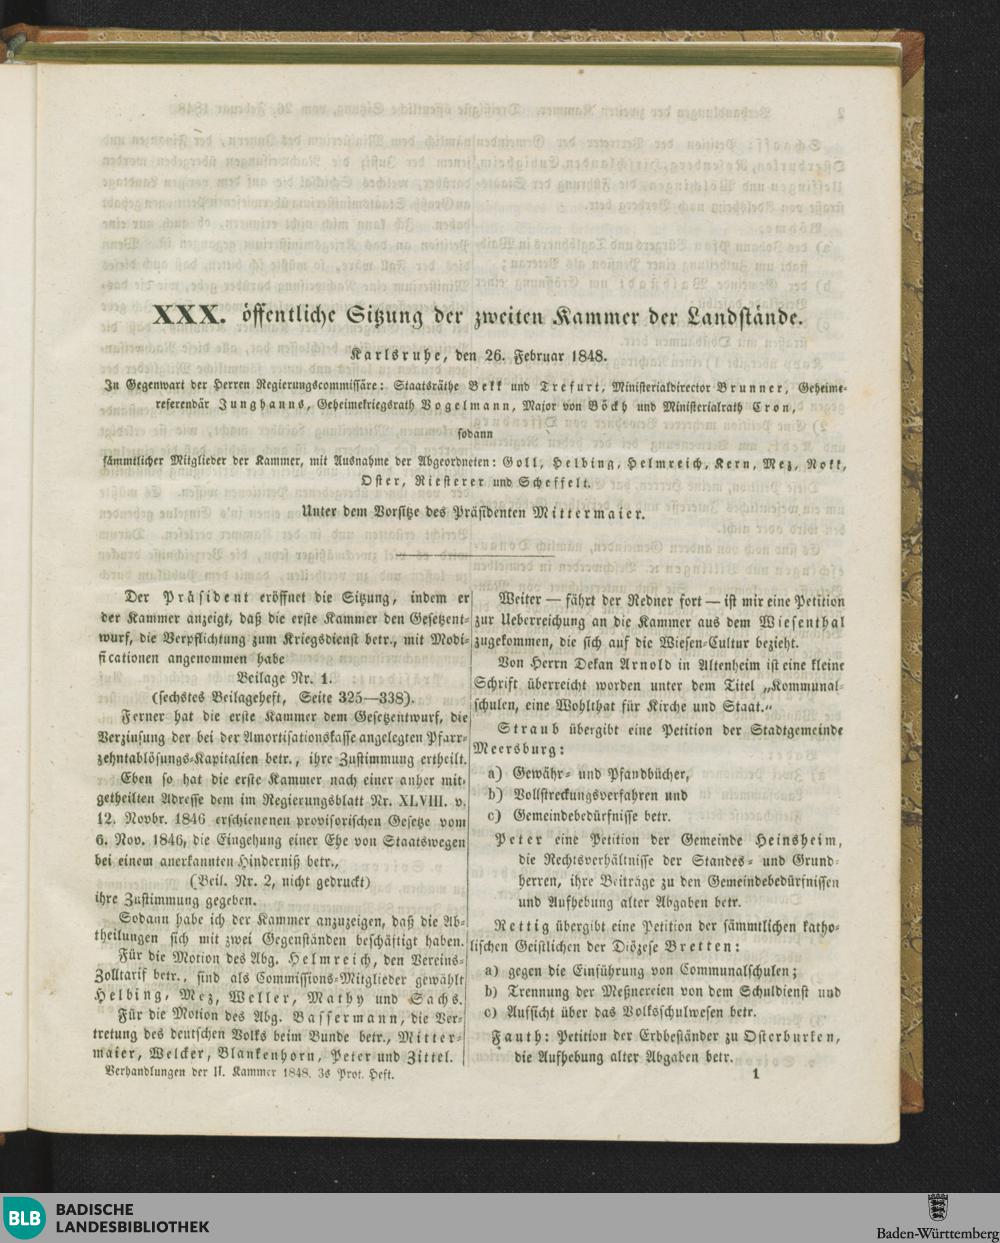 XXX. öffentliche Sitzung der zweiten Kammer der Landstände.
Karlsruhe, den 26. Februar 1848.
In Gegenwart der Herren Regierungscommissäre: Staatsräthe Bekk und Trefurt, Ministerialdirector Brunner, Geheime-
referendär Junghanns, Geheimekriegsrath Vogelmann, Major von Böckh und Ministerialrath Cron,
sodann
sämmtlicher Mitglieder der Kammer, mit Ausnahme der Abgeordneten: Goll, Helbing, Helmreich, Kern, Mez, Rokk,
Oster, Riesterer und Scheffelt.
Unter dem Vorsitze des Präsidenten Mittermaier.
Der Präsident eröffnet die Sitzung, indem er
der Kammer anzeigt, daß die erste Kammer den Gesetzent-
wurf, die Verpflichtung zum Kriegsdienst betr., mit Modi-
ficationen angenommen habe
Beilage Nr. 1.
(sechstes Beilageheft, Seite 325—338).
Ferner hat die erste Kammer dem Gesetzentwurf, die
Verzinsung der bei der Amortisationskasse angelegten Pfarr-
zehntablösungs-Kapitalien betr., ihre Zustimmung ertheilt.
Eben so hat die erste Kammer nach einer anher mit-
getheilten Adresse dem im Regierungsblatt Nr. XLVIII. v.
12. Novbr. 1846 erschienenen provisorischen Gesetze vom
6. Nov. 1846, die Eingehung einer Ehe von Staatswegen
bei einem anerkannten Hinderniß betr.,
(Beil. Nr. 2, nicht gedruckt)
ihre Zustimmung gegeben.
Sodann habe ich der Kammer anzuzeigen, daß die Ab-
theilungen sich mit zwei Gegenständen beschäftigt haben.
Für die Motion des Abg. Helmreich, den Vereins-
Zolltarif betr., sind als Commissions-Mitglieder gewählt
Helbing, Mez, Weller, Mathy und Sachs.
Für die Motion des Abg. Bassermann, die Ver-
tretung des deutschen Volks beim Bunde betr., Mitter-
maier, Welcker, Blankenhorn, Peter und Zittel.
Verhandlungen der II. Kammer 1848. 3s Prot. Heft.
Weiter — fährt der Redner fort — ist mir eine Petition
zur Ueberreichung an die Kammer aus dem Wiesenthal
zugekommen, die sich auf die Wiesen-Cultur bezieht.
Von Herrn Dekan Arnold in Altenheim ist eine kleine
Schrift überreicht worden unter dem Titel „Kommunal-
schulen, eine Wohlthat für Kirche und Staat.“
Straub übergibt eine Petition der Stadtgemeinde
Meersburg:
a) Gewähr- und Pfandbücher,
b) Vollstreckungsverfahren und
c) Gemeindebedürfnisse betr.
Peter eine Petition der Gemeinde Heinsheim,
die Rechtsverhältnisse der Standes- und Grund-
herren, ihre Beiträge zu den Gemeindebedürfnissen
und Aufhebung alter Abgaben betr.
Rettig übergibt eine Petition der sämmtlichen katho-
lischen Geistlichen der Diözese Bretten:
a) gegen die Einführung von Communalschulen;
b) Trennung der Meßnereien von dem Schuldienst und
c) Aufsicht über das Volksschulwesen betr.
Fauth: Petition der Erbbeständer zu Osterburken,
die Aufhebung alter Abgaben betr.
1
BLB BADISCHE
LANDESBIBLIOTHEK
Baden-Württemberg